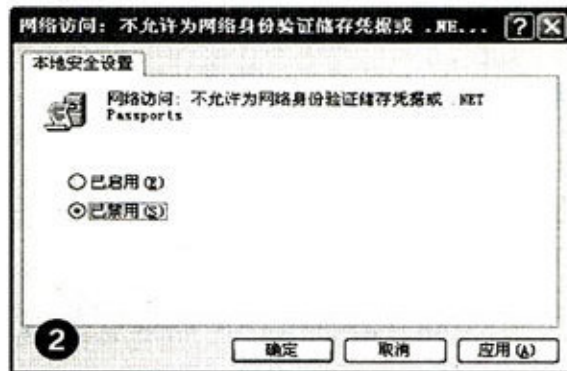 网络访问: 不允许为网络身份验证储存凭据或 .NE...
本地安全设置
网络访问: 不允许为网络身份验证储存凭据或 .NET
Passports
已启用(E)
已禁用(S)
2
确定 取消 应用(A)